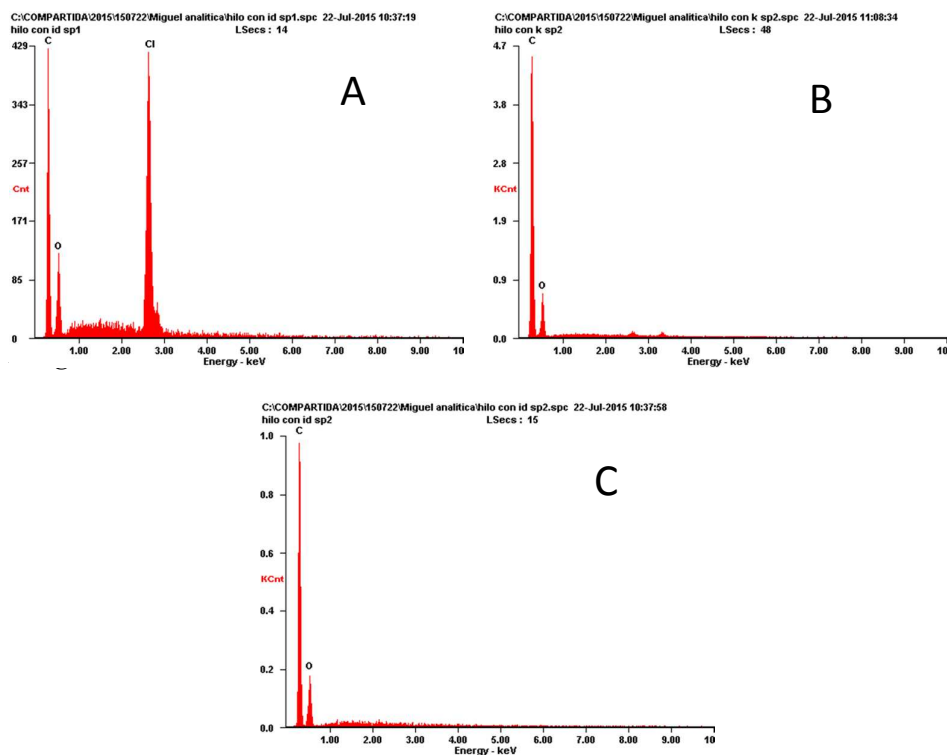 C:\COMPARTIDA\2015\150722\Miguel analitica\hilo con id sp1.spc 22-Jul-2015 10:37:19
hilo con id sp1 LSecs : 14
429
343
257
Cnt
171
85
0
C
O
Cl
A
1.00 2.00 3.00 4.00 5.00 6.00 7.00 8.00 9.00 10
Energy - keV
C:\COMPARTIDA\2015\150722\Miguel analitica\hilo con k sp2.spc 22-Jul-2015 11:08:34
hilo con k sp2 LSecs : 48
4.7
3.8
2.8
KCnt
1.9
0.9
0.0
C
O
B
1.00 2.00 3.00 4.00 5.00 6.00 7.00 8.00 9.00 10
Energy - keV
C:\COMPARTIDA\2015\150722\Miguel analitica\hilo con id sp2.spc 22-Jul-2015 10:37:58
hilo con id sp2 LSecs : 15
1.0
0.8
0.6
KCnt
0.4
0.2
0.0
C
O
C
1.00 2.00 3.00 4.00 5.00 6.00 7.00 8.00 9.00 10
Energy - keV